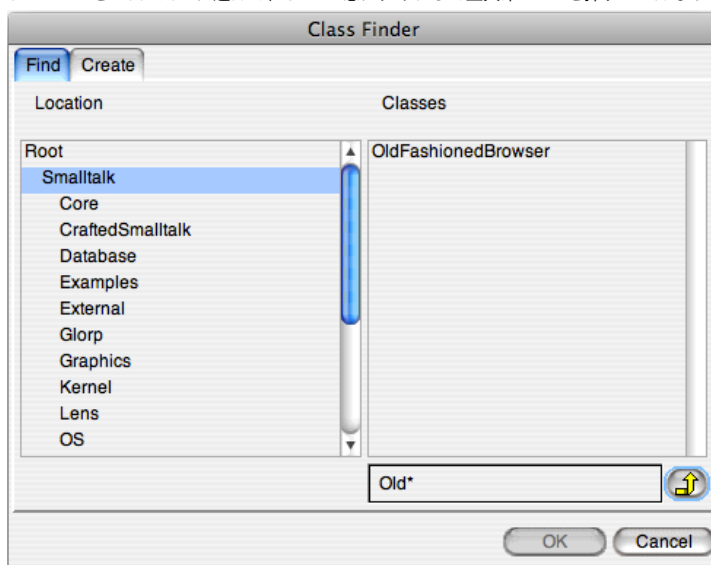 Class Finder
Find Create
Location
Classes
Root
Smalltalk
Core
CraftedSmalltalk
Database
Examples
External
Glorp
Graphics
Kernel
Lens
OS
OldFashionedBrowser
Old*
OK Cancel